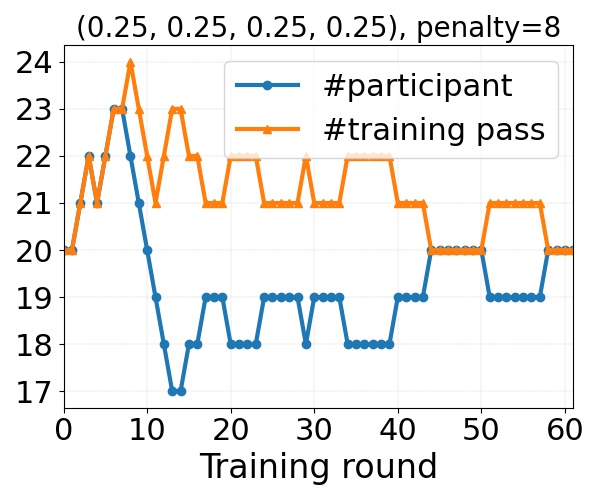 (0.25, 0.25, 0.25, 0.25), penalty=8
24
23
22
21
20
19
18
17
#participant
#training pass
0 10 20 30 40 50 60
Training round